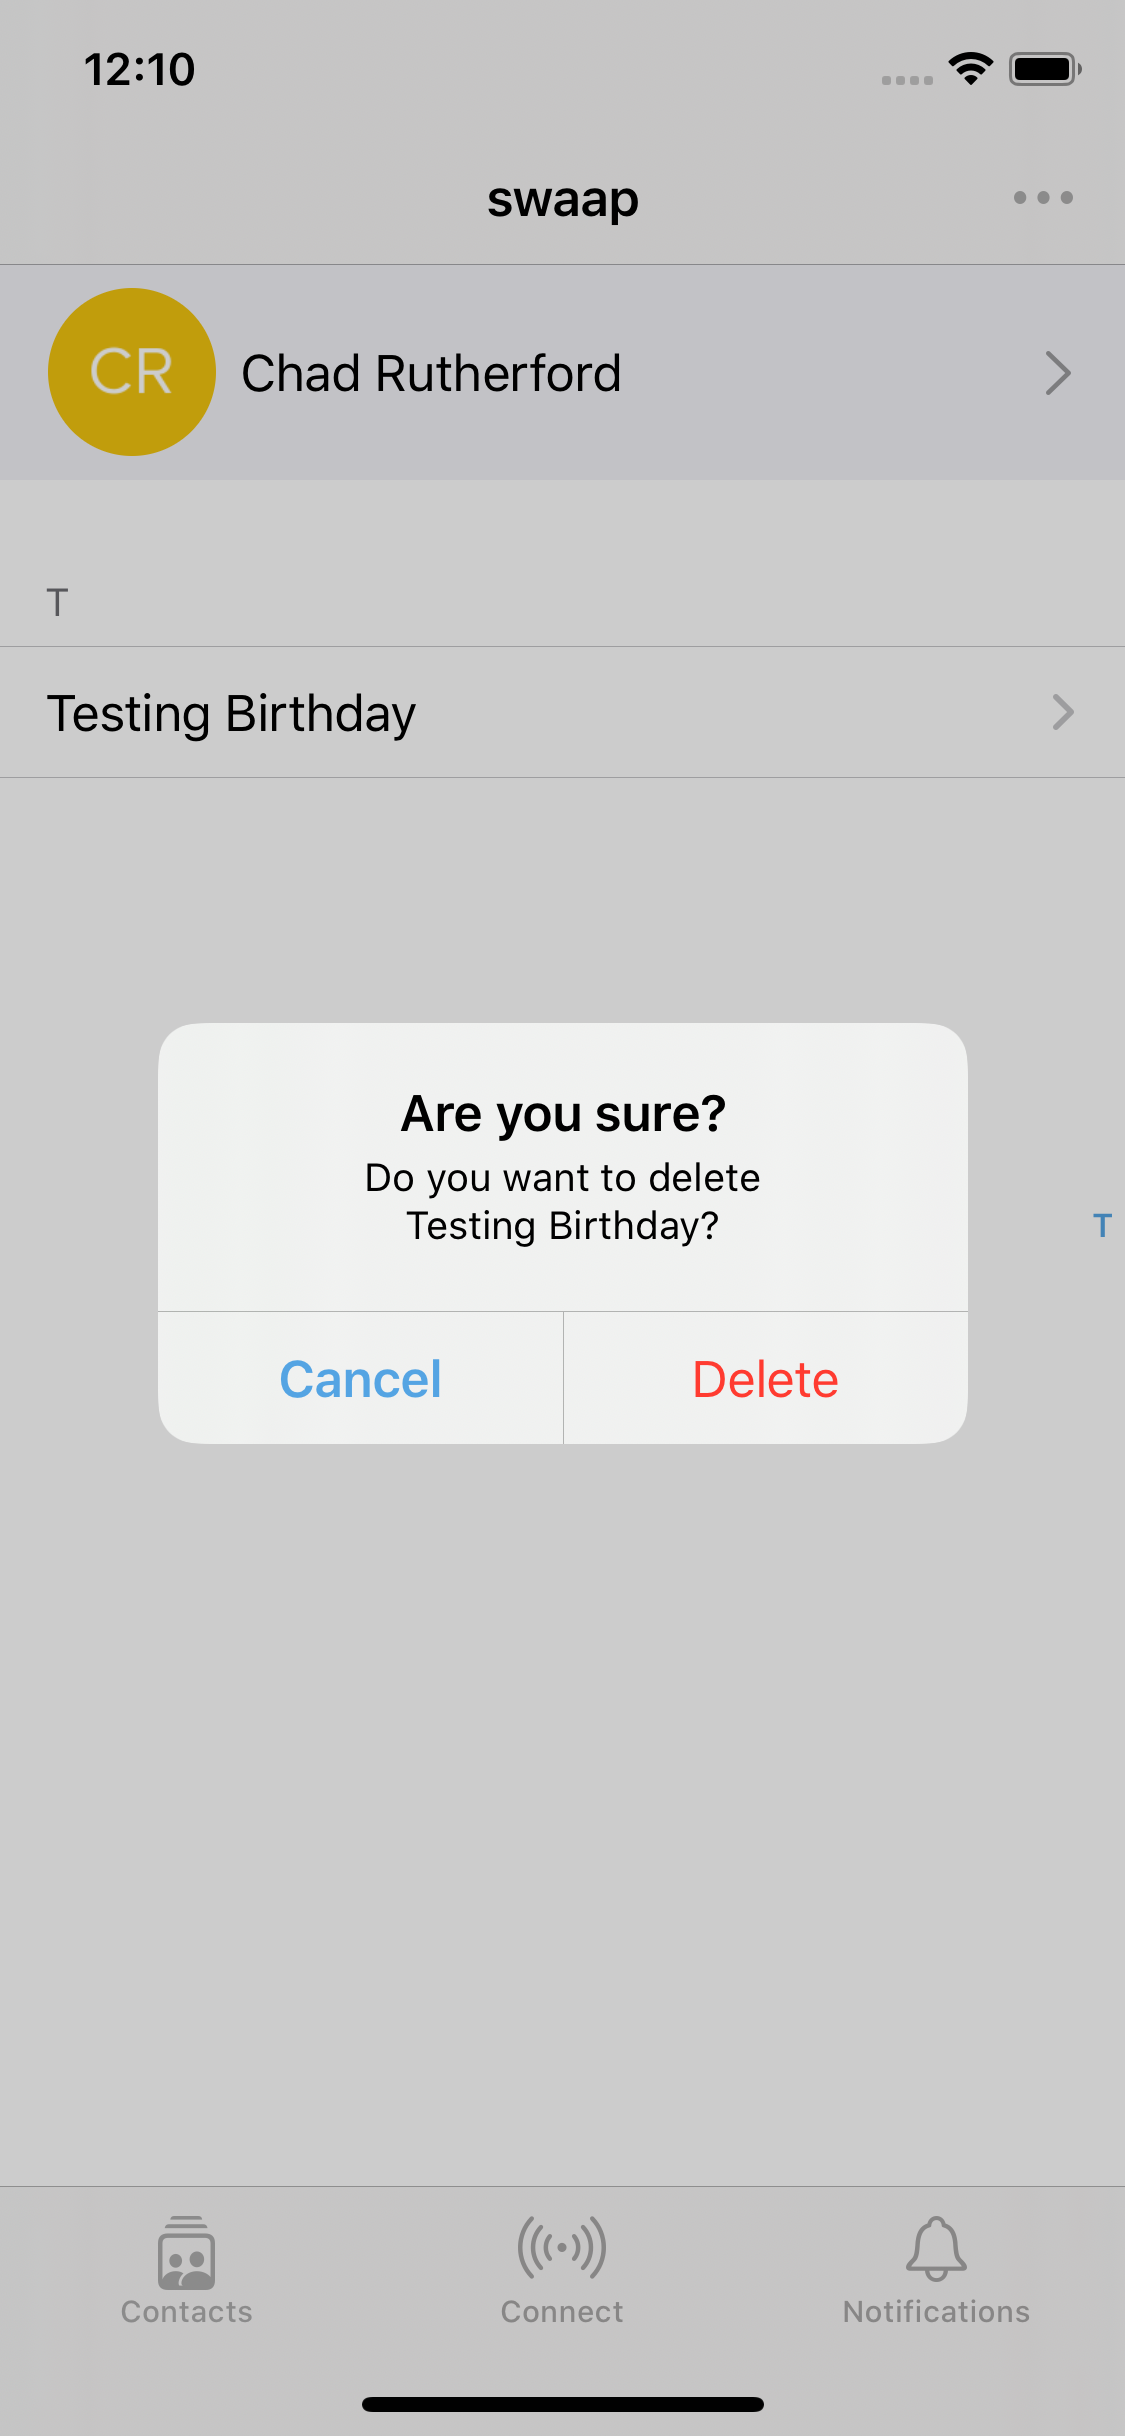 12:10
swaap
CR
Chad Rutherford
T
Testing Birthday
Are you sure?
Do you want to delete
Testing Birthday?
T
Cancel
Delete
Contacts
Connect
Notifications